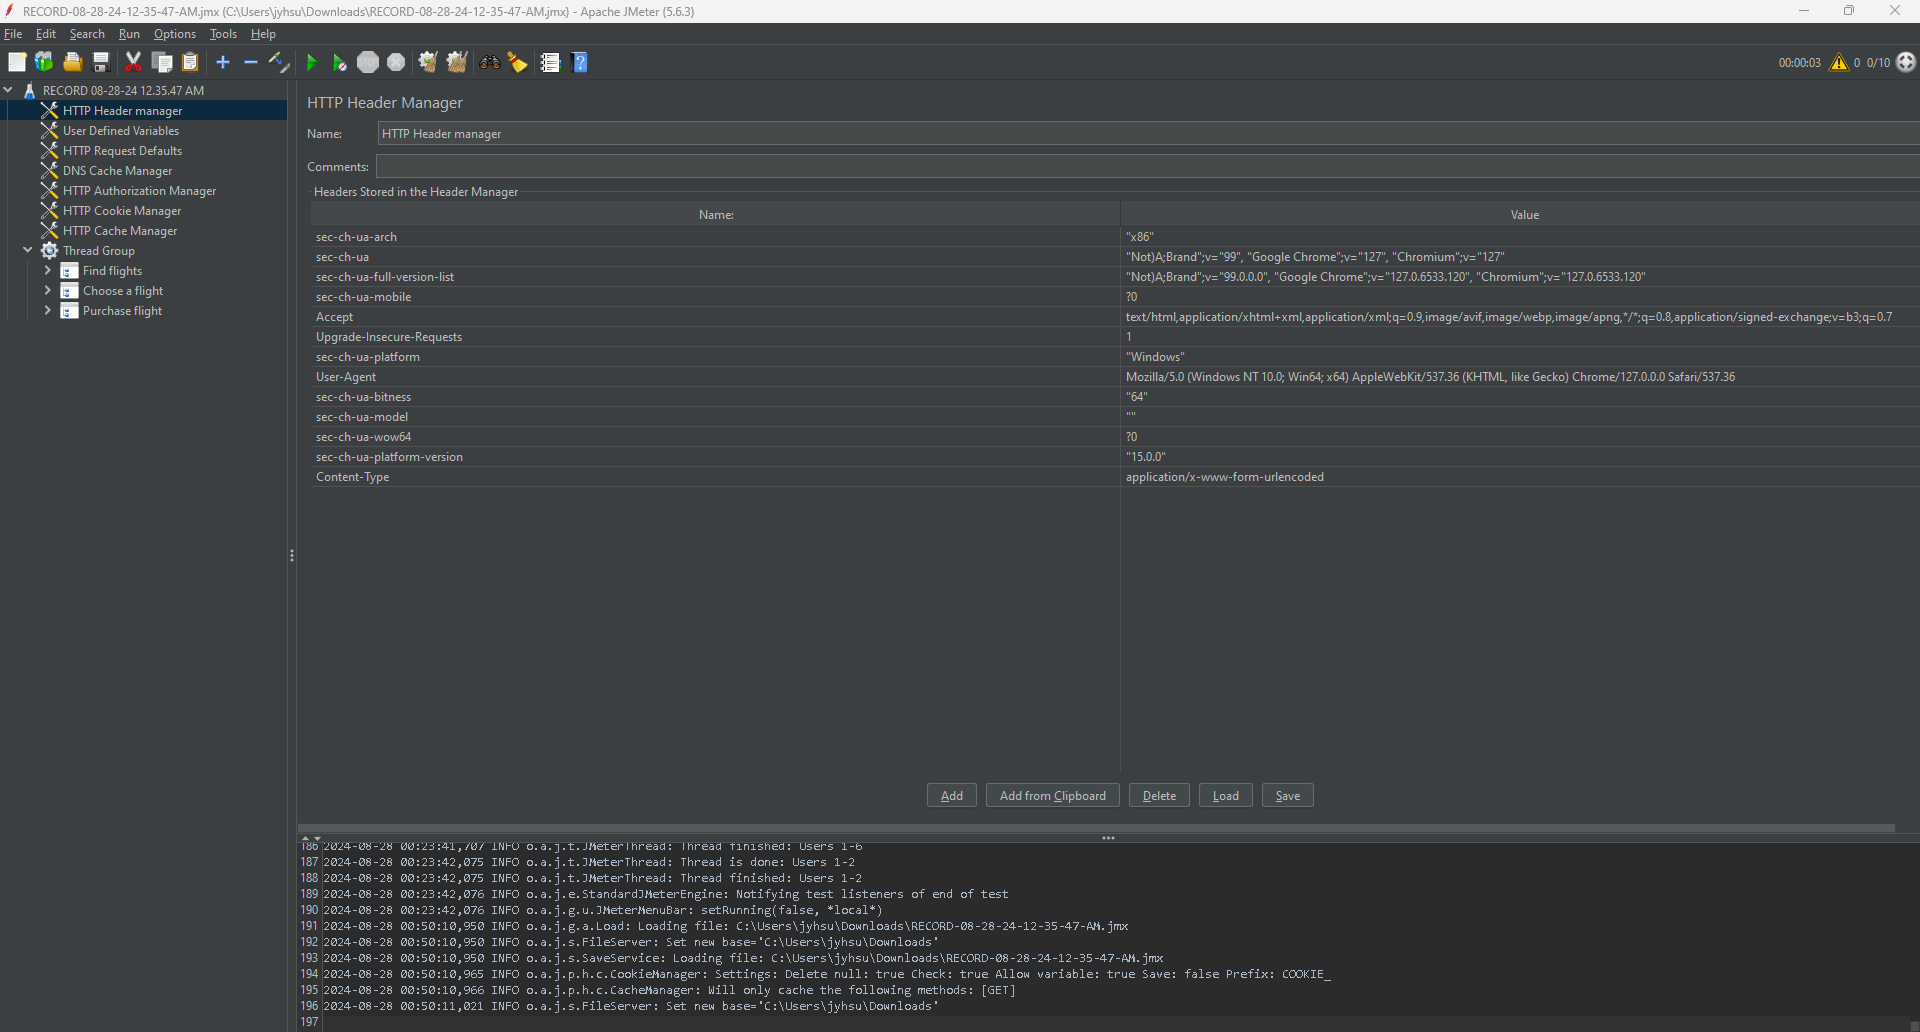 RECORD-08-28-24-12-35-47-AM.jmx (C:\Users\jyhsu\Downloads\RECORD-08-28-24-12-35-47-AM.jmx) - Apache JMeter (5.6.3)
File Edit Search Run Options Tools Help
00:00:03 0 0/10
RECORD 08-28-24 12.35.47 AM
HTTP Header manager
User Defined Variables
HTTP Request Defaults
DNS Cache Manager
HTTP Authorization Manager
HTTP Cookie Manager
HTTP Cache Manager
Thread Group
Find flights
Choose a flight
Purchase flight
HTTP Header Manager
Name: HTTP Header manager
Comments:
Headers Stored in the Header Manager
Name: Value
sec-ch-ua-arch "x86"
sec-ch-ua "Not)A;Brand";v="99", "Google Chrome";v="127", "Chromium";v="127"
sec-ch-ua-full-version-list "Not)A;Brand";v="99.0.0.0", "Google Chrome";v="127.0.6533.120", "Chromium";v="127.0.6533.120"
sec-ch-ua-mobile ?0
Accept text/html,application/xhtml+xml,application/xml;q=0.9,image/avif,image/webp,image/apng,*/*;q=0.8,application/signed-exchange;v=b3;q=0.7
Upgrade-Insecure-Requests 1
sec-ch-ua-platform "Windows"
User-Agent Mozilla/5.0 (Windows NT 10.0; Win64; x64) AppleWebKit/537.36 (KHTML, like Gecko) Chrome/127.0.0.0 Safari/537.36
sec-ch-ua-bitness "64"
sec-ch-ua-model ""
sec-ch-ua-wow64 ?0
sec-ch-ua-platform-version "15.0.0"
Content-Type application/x-www-form-urlencoded
Add Add from Clipboard Delete Load Save
186 2024-08-28 00:23:41,707 INFO o.a.j.t.JMeterThread: Thread finished: Users 1-6
187 2024-08-28 00:23:42,075 INFO o.a.j.t.JMeterThread: Thread is done: Users 1-2
188 2024-08-28 00:23:42,075 INFO o.a.j.t.JMeterThread: Thread finished: Users 1-2
189 2024-08-28 00:23:42,076 INFO o.a.j.e.StandardJMeterEngine: Notifying test listeners of end of test
190 2024-08-28 00:23:42,076 INFO o.a.j.g.u.JMeterMenuBar: setRunning(false, *local*)
191 2024-08-28 00:50:10,950 INFO o.a.j.g.a.Load: Loading file: C:\Users\jyhsu\Downloads\RECORD-08-28-24-12-35-47-AM.jmx
192 2024-08-28 00:50:10,950 INFO o.a.j.s.FileServer: Set new base='C:\Users\jyhsu\Downloads'
193 2024-08-28 00:50:10,950 INFO o.a.j.s.SaveService: Loading file: C:\Users\jyhsu\Downloads\RECORD-08-28-24-12-35-47-AM.jmx
194 2024-08-28 00:50:10,965 INFO o.a.j.p.h.c.CookieManager: Settings: Delete null: true Check: true Allow variable: true Save: false Prefix: COOKIE_
195 2024-08-28 00:50:10,966 INFO o.a.j.p.h.c.CacheManager: Will only cache the following methods: [GET]
196 2024-08-28 00:50:11,021 INFO o.a.j.s.FileServer: Set new base='C:\Users\jyhsu\Downloads'
197